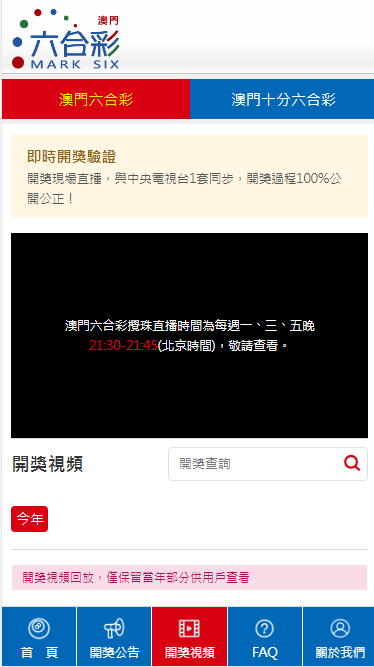 澳門
六合彩
MARK SIX
澳門六合彩
澳門十分六合彩
即時開獎驗證
開獎現場直播，與中央電視台1套同步，開獎過程100%公
開公正！
澳門六合彩攪珠直播時間為每週一、三、五晚
21:30-21:45(北京時間)，敬請查看。
開獎視頻
開獎查詢
今年
開獎視頻回放，僅保留當年部分供用戶查看
首 頁
開獎公告
開獎視頻
FAQ
關於我們